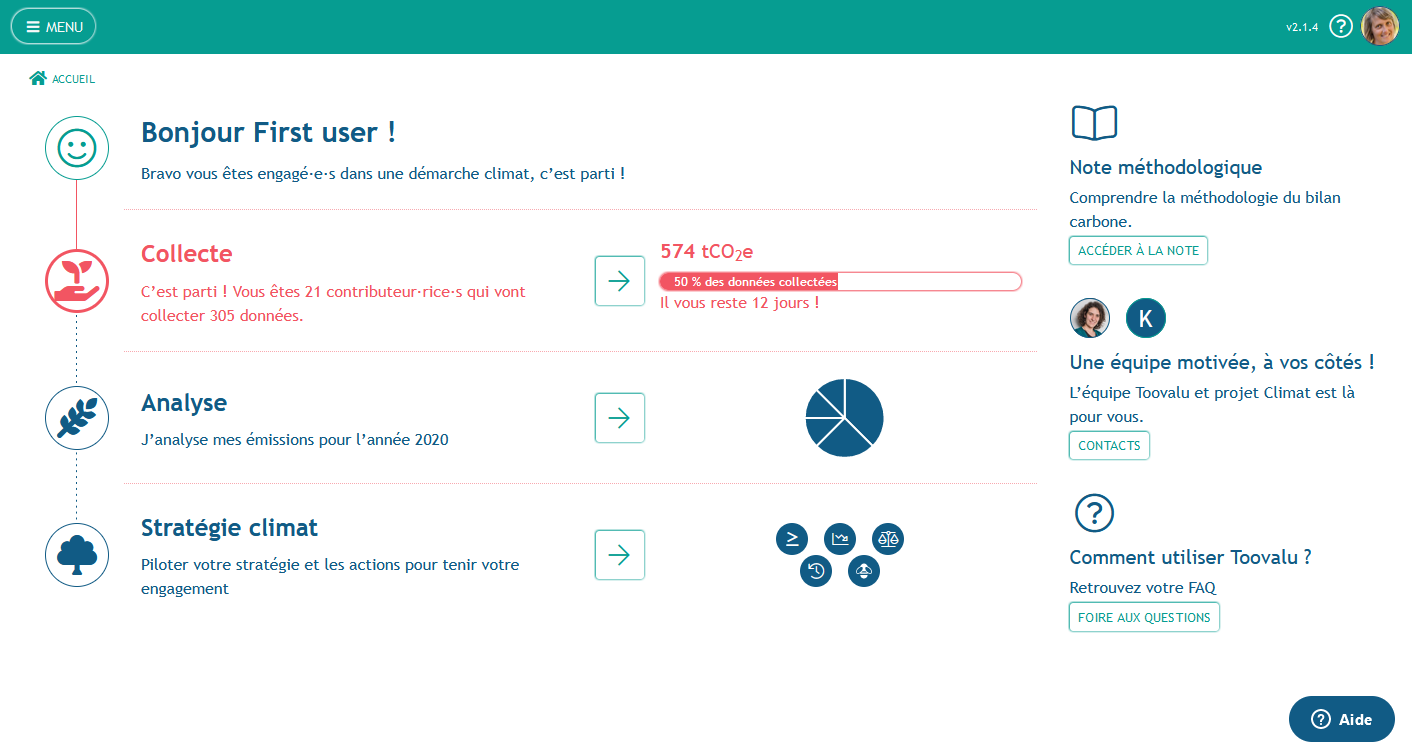 MENU
v2.1.4
ACCUEIL
Bonjour First user !
Bravo vous êtes engagé·e·s dans une démarche climat, c’est parti !
Collecte
C’est parti ! Vous êtes 21 contributeur·rice·s qui vont
collecter 305 données.
574 tCO₂e
50 % des données collectées
Il vous reste 12 jours !
Analyse
J’analyse mes émissions pour l’année 2020
Stratégie climat
Piloter votre stratégie et les actions pour tenir votre
engagement
Note méthodologique
Comprendre la méthodologie du bilan
carbone.
ACCÉDER À LA NOTE
K
Une équipe motivée, à vos côtés !
L’équipe Toovalu et projet Climat est là
pour vous.
CONTACTS
Comment utiliser Toovalu ?
Retrouvez votre FAQ
FOIRE AUX QUESTIONS
Aide